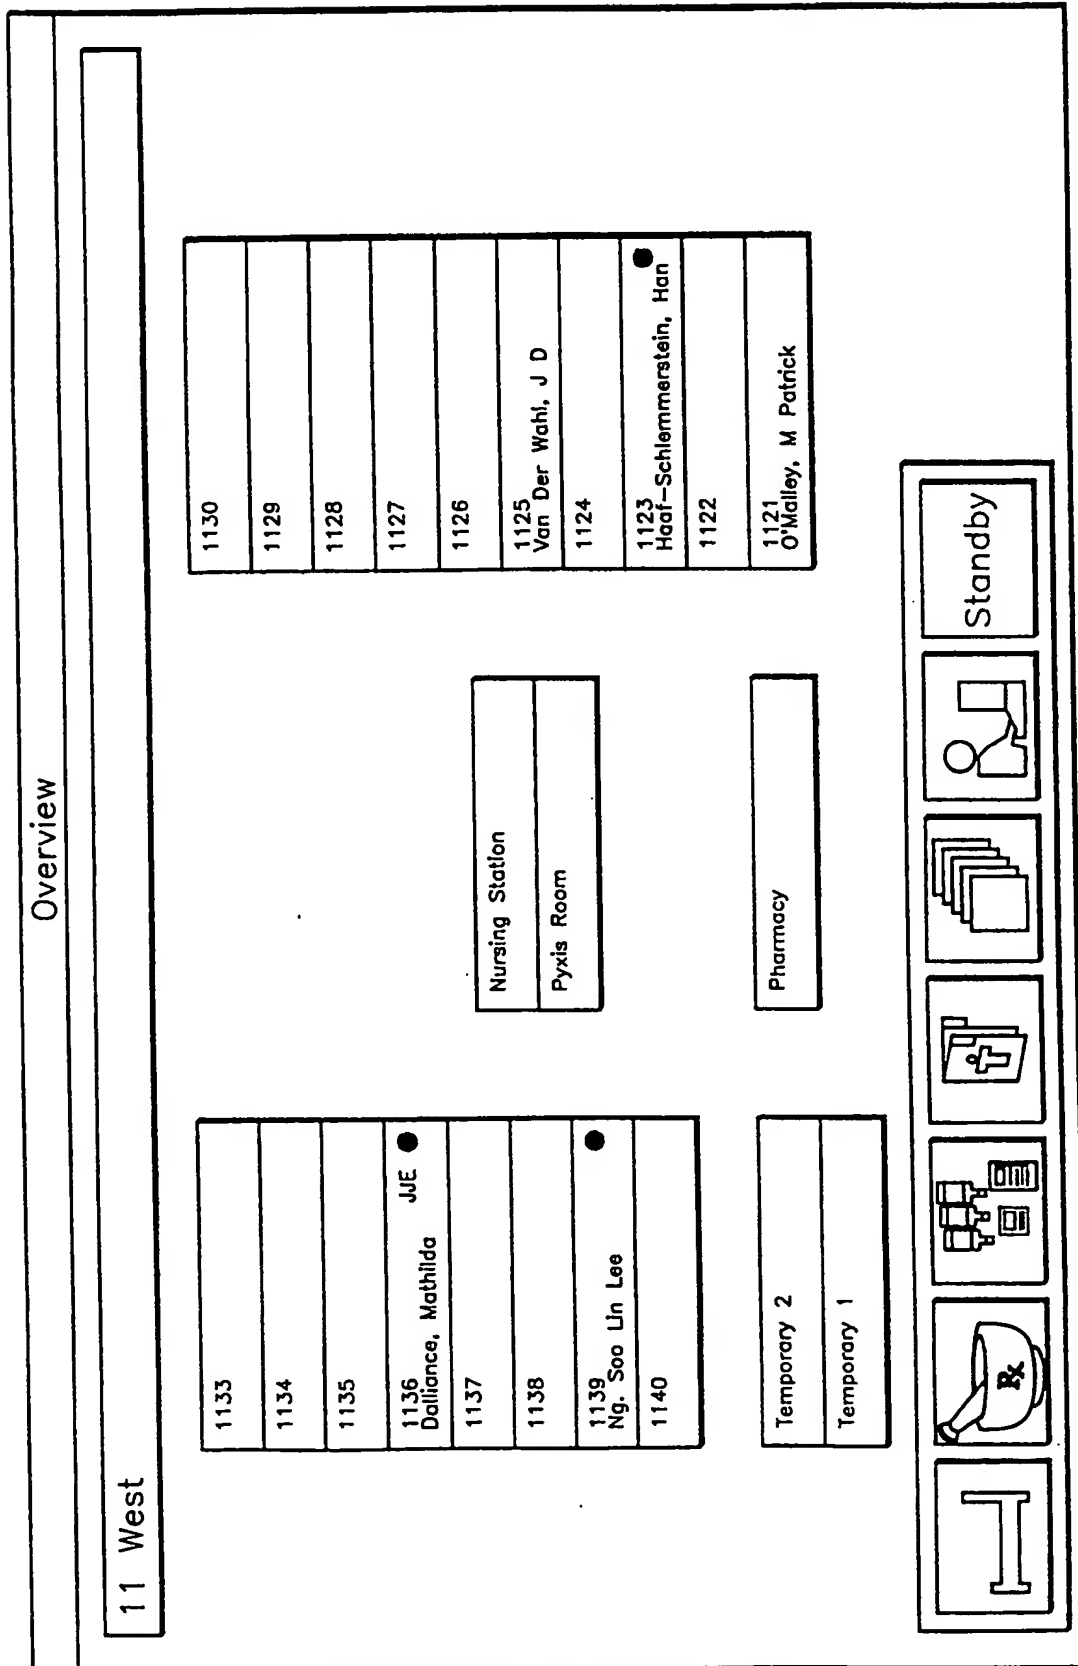 Overview
11 West
1133
1134
1135
1136 JJE
Dalliance, Mathilda
1137
1138
1139
Ng. Soo Lin Lee
1140
Temporary 2
Temporary 1
Nursing Station
Pyxis Room
Pharmacy
1130
1129
1128
1127
1126
1125
Van Der Wahl, J D
1124
1123
Haaf-Schlemmerstein, Han
1122
1121
O'Malley, M Patrick
Rx
Standby